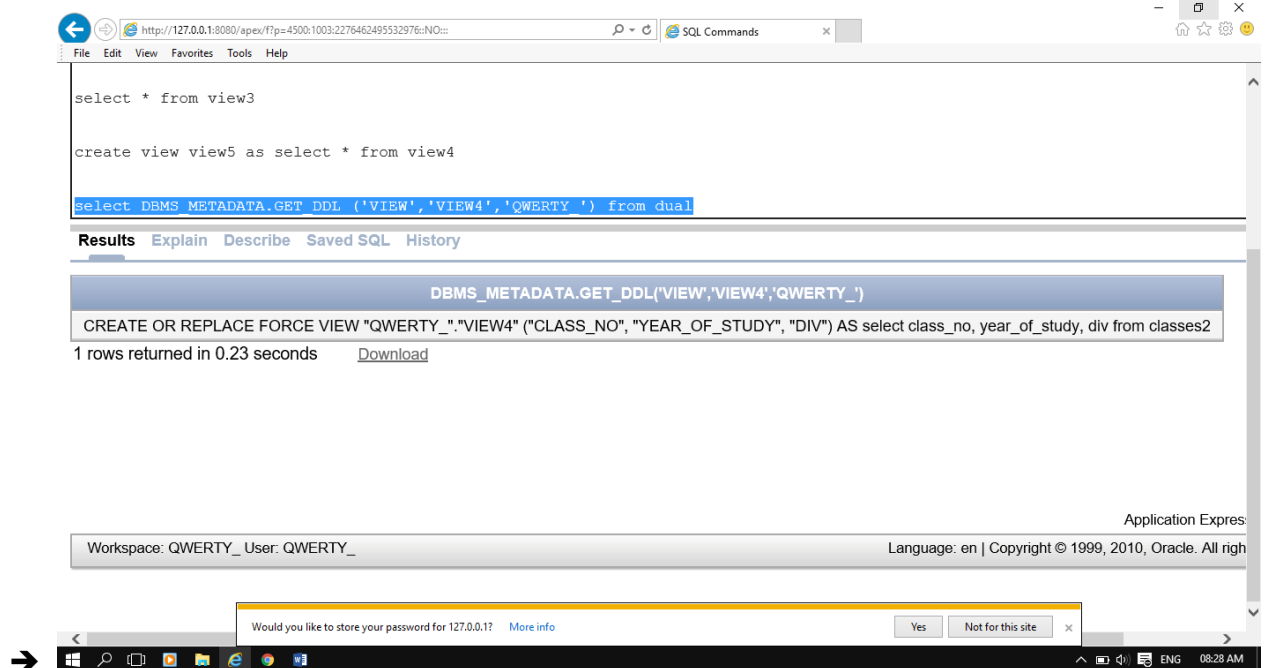 http://127.0.0.1:8080/apex/f?p=4500:1003:2276462495532976::NO:::
SQL Commands
File Edit View Favorites Tools Help
select * from view3
create view view5 as select * from view4
select DBMS_METADATA.GET_DDL ('VIEW','VIEW4','QWERTY_') from dual
Results Explain Describe Saved SQL History
DBMS_METADATA.GET_DDL('VIEW','VIEW4','QWERTY_')
CREATE OR REPLACE FORCE VIEW "QWERTY_"."VIEW4" ("CLASS_NO", "YEAR_OF_STUDY", "DIV") AS select class_no, year_of_study, div from classes2
1 rows returned in 0.23 seconds Download
Application Expres
Workspace: QWERTY_ User: QWERTY_ Language: en | Copyright © 1999, 2010, Oracle. All righ
Would you like to store your password for 127.0.0.1? More info Yes Not for this site
ENG 08:28 AM